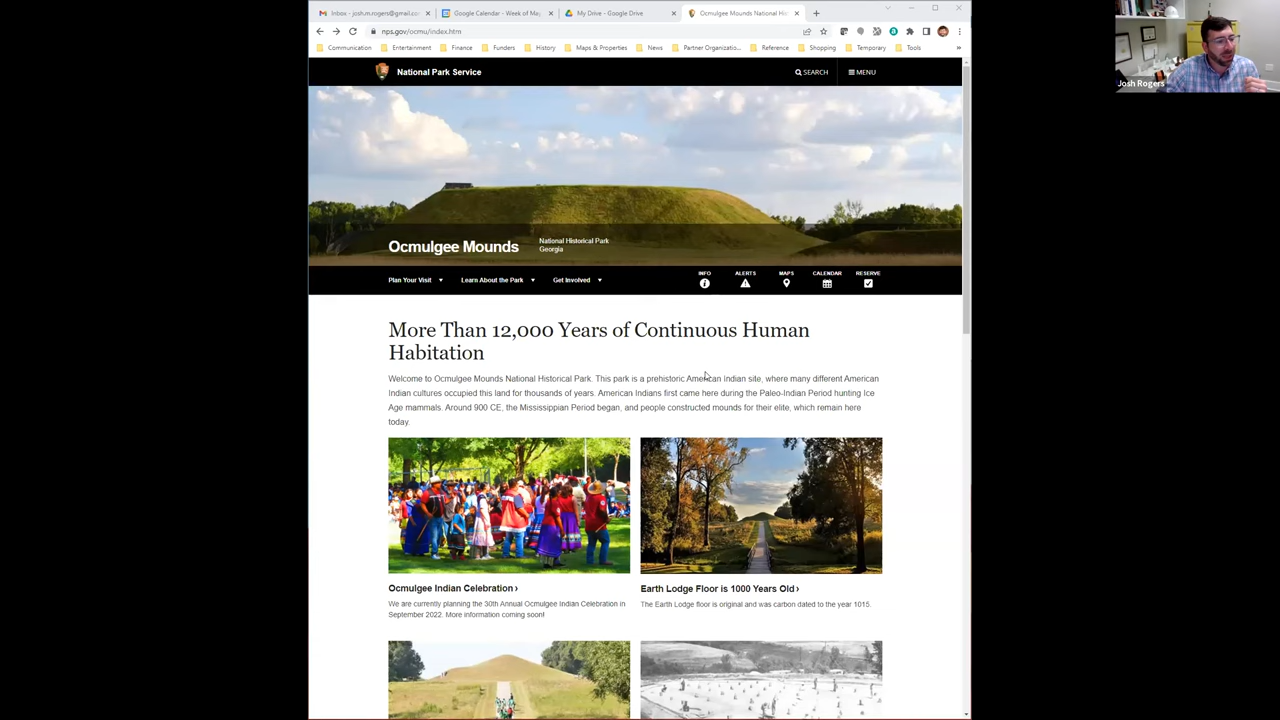 Inbox - josh.m.rogers@gmail.co
Google Calendar - Week of May
My Drive - Google Drive
Ocmulgee Mounds National His
nps.gov/ocmu/index.htm
Communication Entertainment Finance Funders History Maps & Properties News Partner Organizatio... Reference Shopping Temporary Tools »
National Park Service
SEARCH MENU
Ocmulgee Mounds
National Historical Park
Georgia
Plan Your Visit Learn About the Park Get Involved
INFO ALERTS MAPS CALENDAR RESERVE
More Than 12,000 Years of Continuous Human
Habitation
Welcome to Ocmulgee Mounds National Historical Park. This park is a prehistoric American Indian site, where many different American
Indian cultures occupied this land for thousands of years. American Indians first came here during the Paleo-Indian Period hunting Ice
Age mammals. Around 900 CE, the Mississippian Period began, and people constructed mounds for their elite, which remain here
today.
Ocmulgee Indian Celebration ›
We are currently planning the 30th Annual Ocmulgee Indian Celebration in
September 2022. More information coming soon!
Earth Lodge Floor is 1000 Years Old ›
The Earth Lodge floor is original and was carbon dated to the year 1015.
Josh Rogers